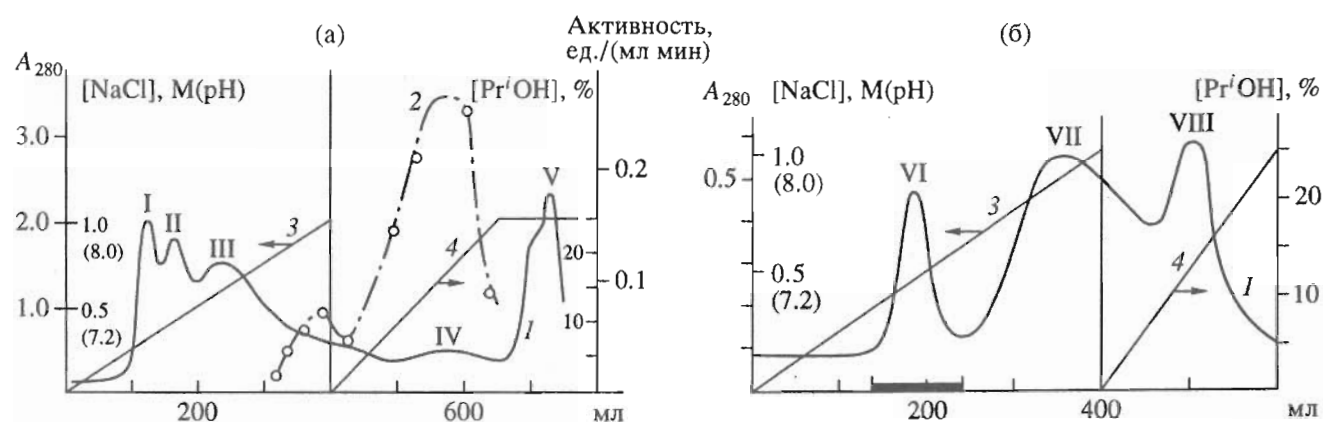 (а)
Активность,
ед./(мл мин)
(б)
A280
[NaCl], М(pH)
[PrⁱOH], %
A280
[NaCl], М(pH)
[PrⁱOH], %
3.0
2
0.2
V
I
II
III
3
2.0
1.0
(8.0)
4
20
0.1
1.0
0.5
(7.2)
10
IV
1
200
600
мл
0.5
1.0
(8.0)
VI
VII
VIII
3
20
0.5
(7.2)
4
1
10
200
400
мл